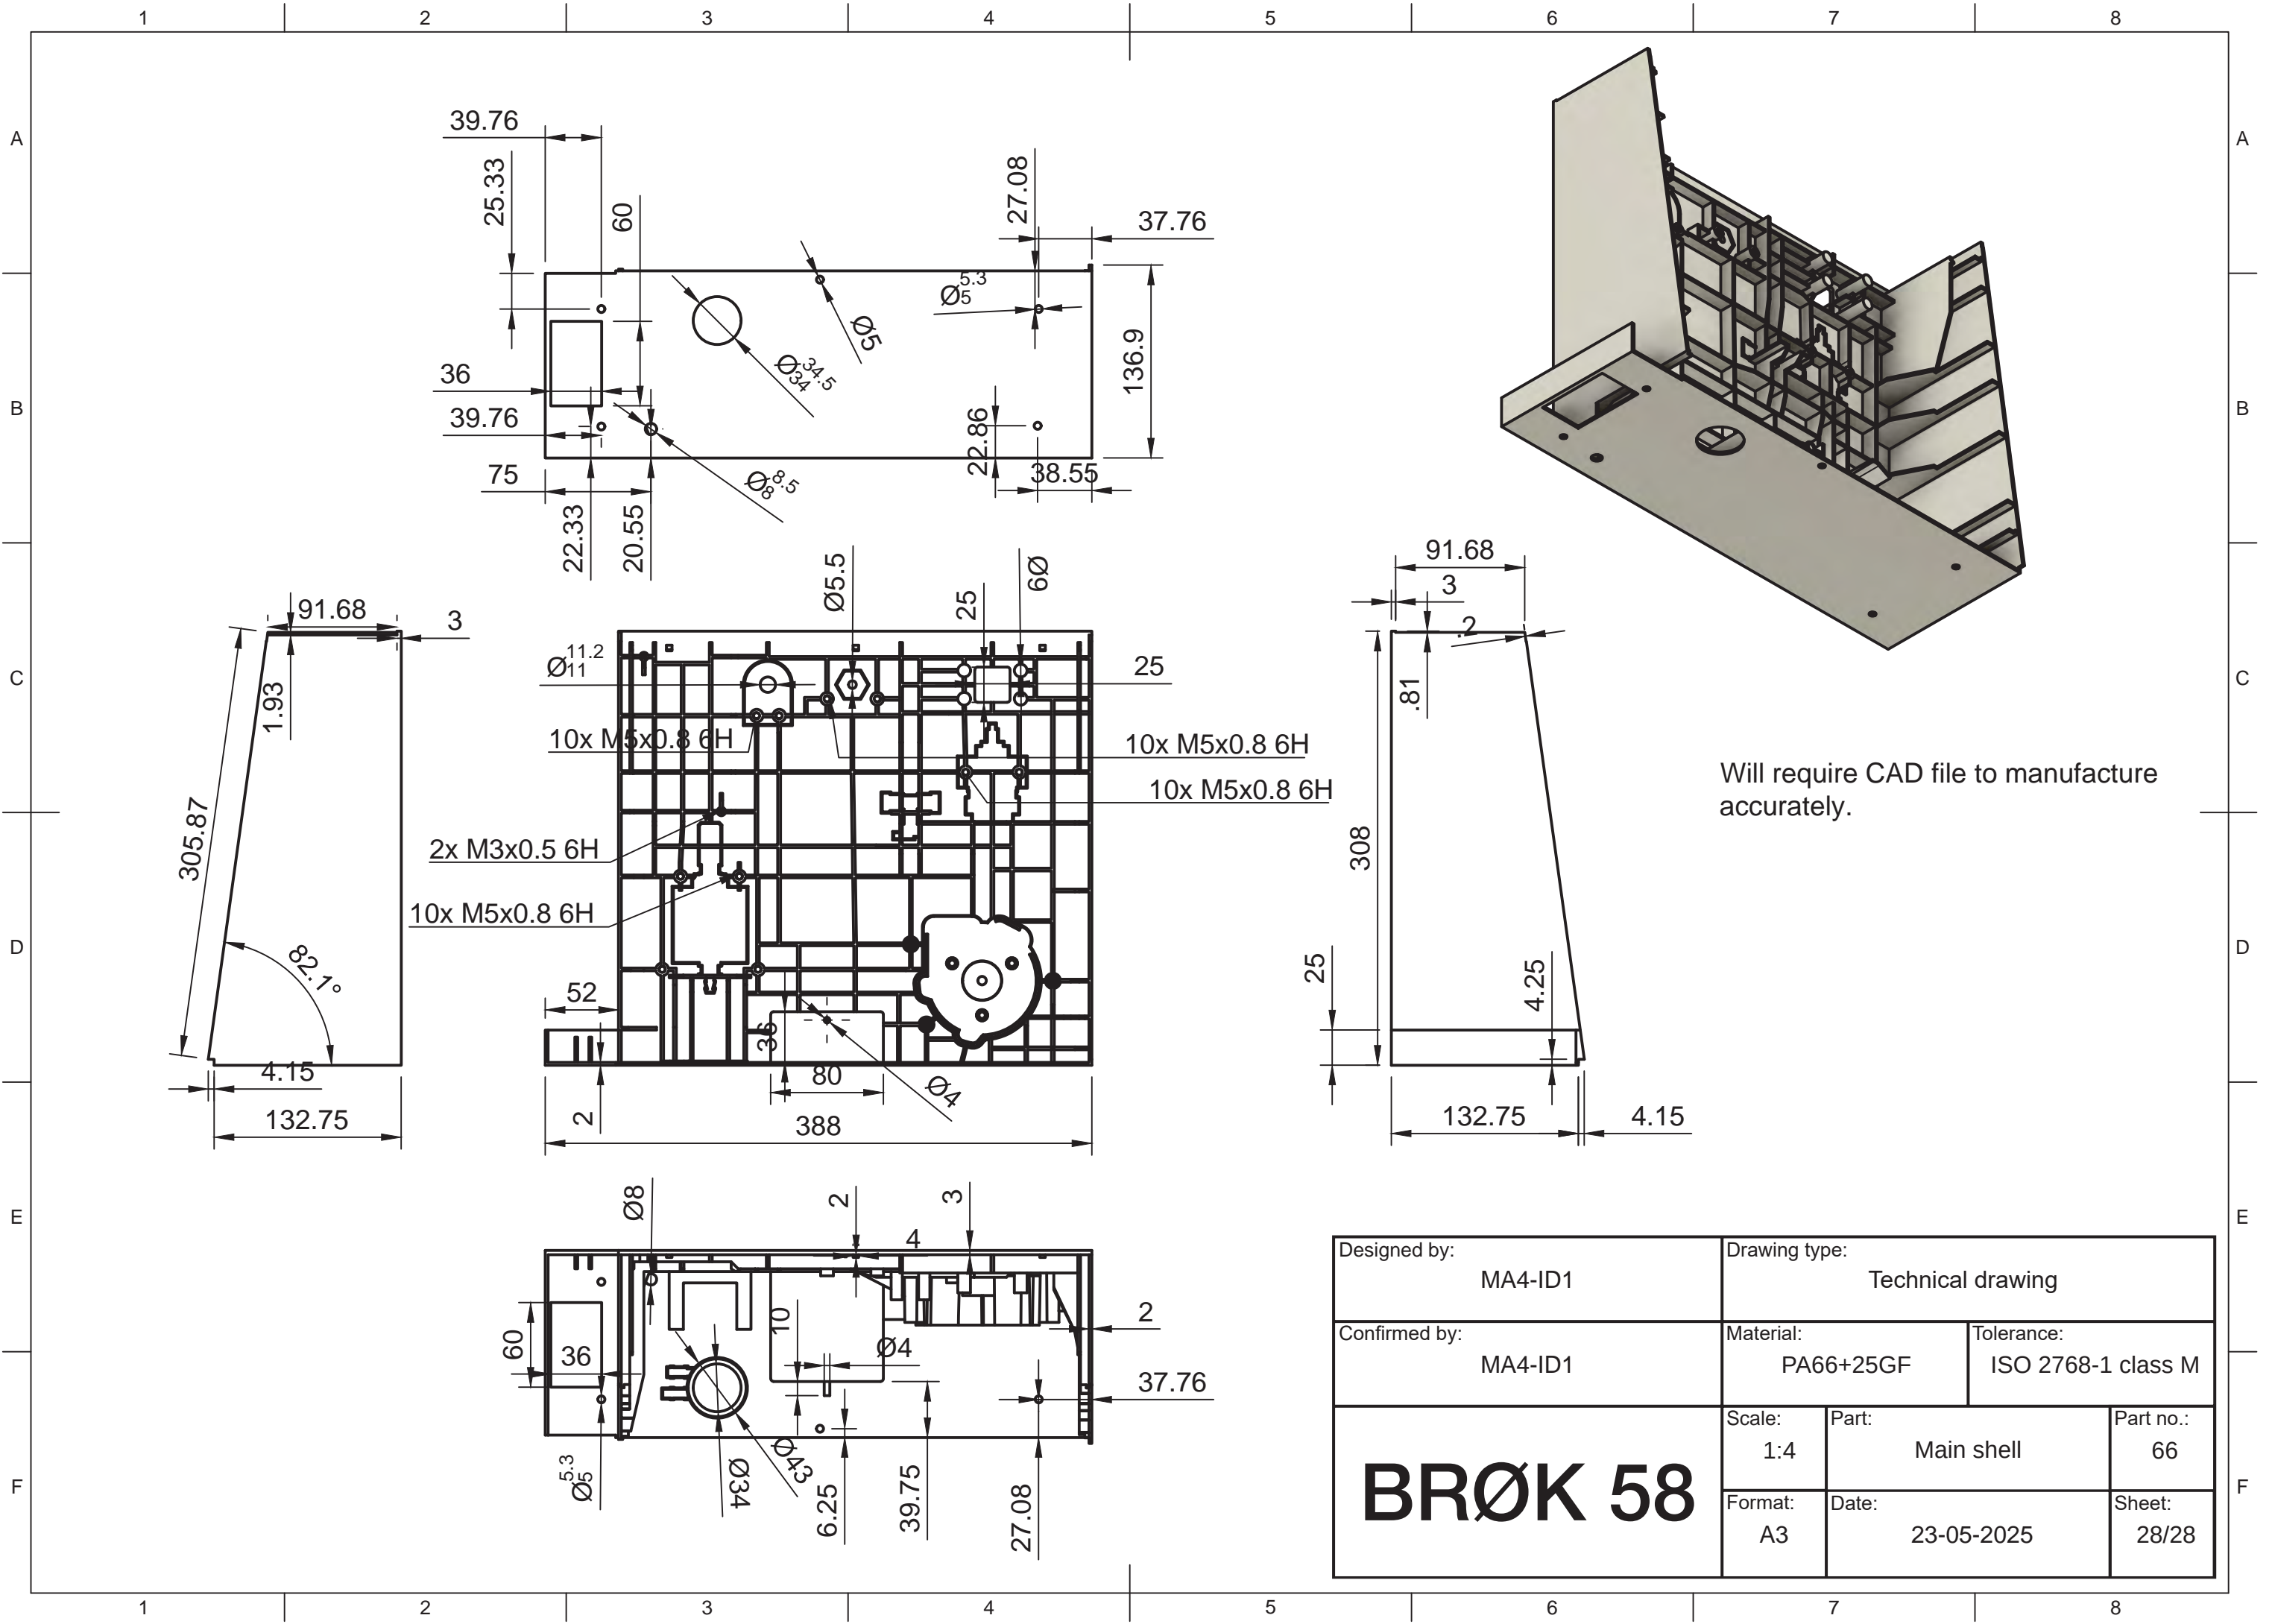 1 2 3 4 5 6 7 8
A A
B B
C C
D D
E E
F F
39.76
25.33
60
27.08
37.76
Ø5.3
5
Ø5
Ø34.5
34
36
39.76
136.9
22.86
75
Ø8.5
8
38.55
22.33
20.55
91.68
3
1.93
305.87
82.1°
4.15
132.75
Ø5.5
25
6Ø
Ø11.2
11
25
10x M5x0.8 6H
10x M5x0.8 6H
10x M5x0.8 6H
2x M3x0.5 6H
10x M5x0.8 6H
52
36
80
Ø4
2
388
91.68
3
.2
.81
308
25
4.25
132.75
4.15
Will require CAD file to manufacture
accurately.
Ø8
2
4
3
2
60
36
10
Ø4
37.76
Ø5.3
5
Ø43
Ø34
6.25
39.75
27.08
Designed by:
MA4-ID1
Drawing type:
Technical drawing
Confirmed by:
MA4-ID1
Material:
PA66+25GF
Tolerance:
ISO 2768-1 class M
BRØK 58
Scale:
1:4
Part:
Main shell
Part no.:
66
Format:
A3
Date:
23-05-2025
Sheet:
28/28
1 2 3 4 5 6 7 8